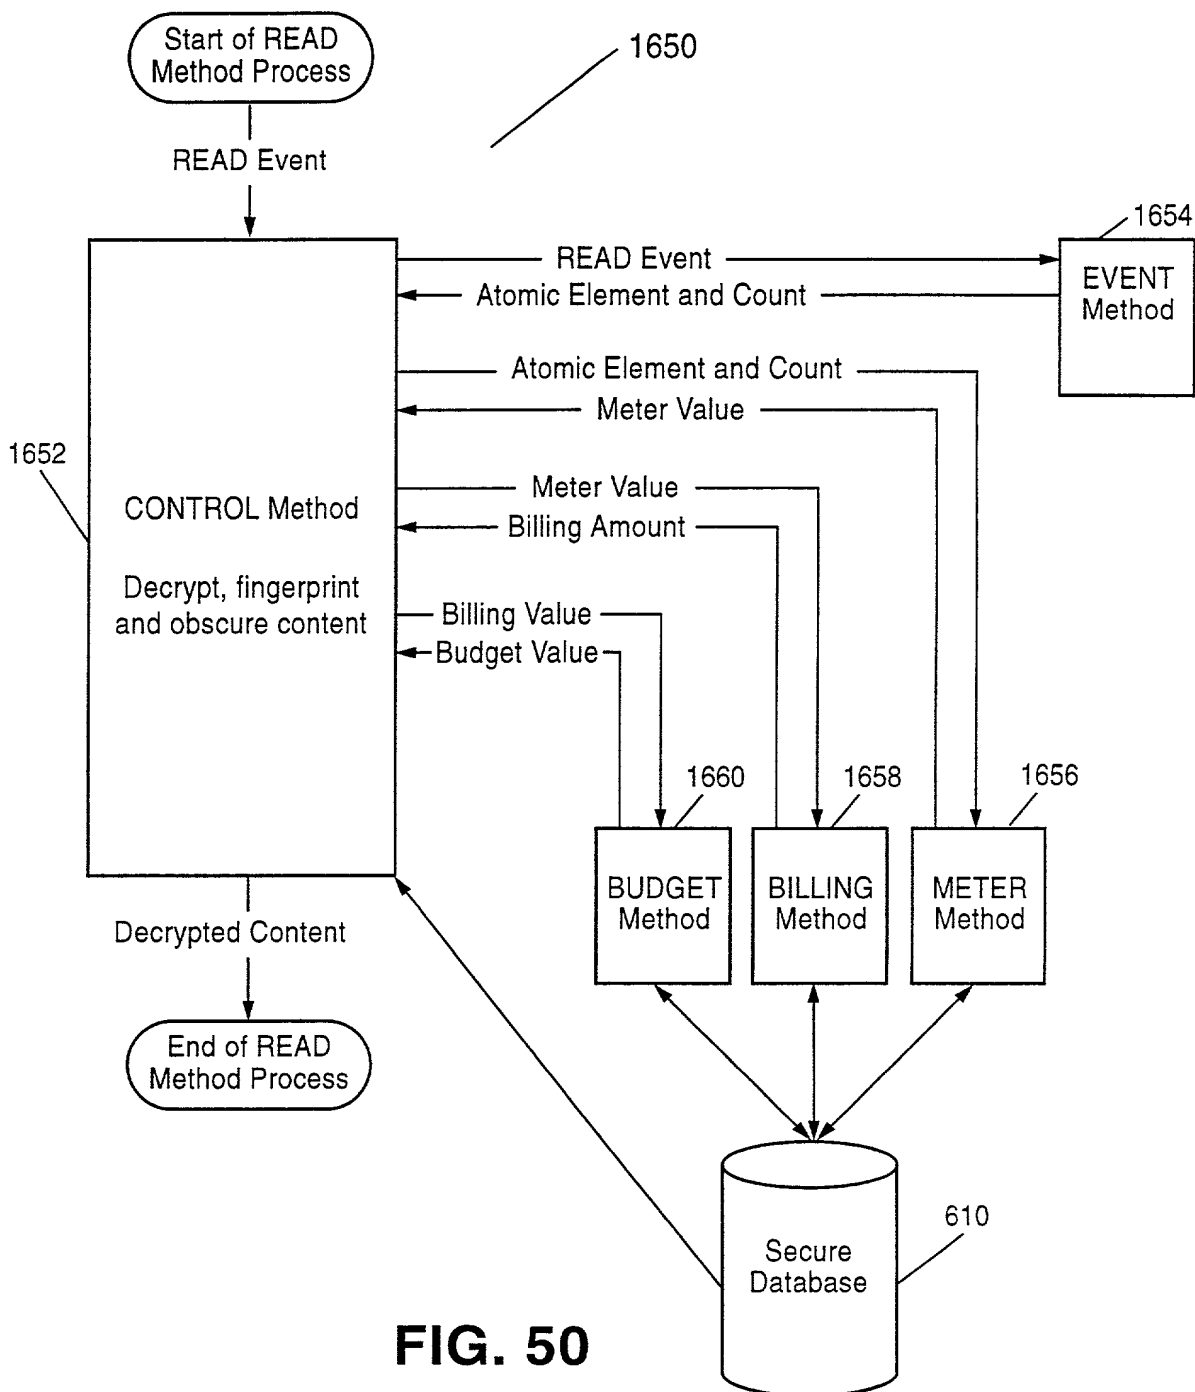 Start of READ
Method Process
1650
READ Event
1654
READ Event
EVENT
Method
Atomic Element and Count
Atomic Element and Count
Meter Value
1652
CONTROL Method
Decrypt, fingerprint
and obscure content
Meter Value
Billing Amount
Billing Value
Budget Value
1660
1658
1656
BUDGET
Method
BILLING
Method
METER
Method
Decrypted Content
End of READ
Method Process
610
Secure
Database
FIG. 50